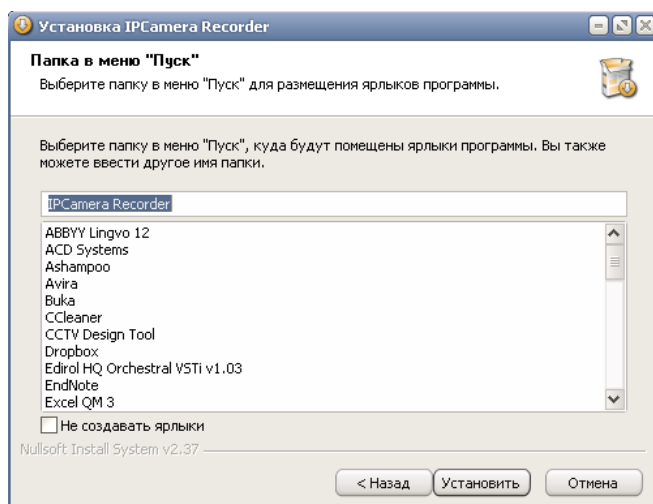 Установка IPCamera Recorder
Папка в меню "Пуск"
Выберите папку в меню "Пуск" для размещения ярлыков программы.
Выберите папку в меню "Пуск", куда будут помещены ярлыки программы. Вы также
можете ввести другое имя папки.
IPCamera Recorder
ABBYY Lingvo 12
ACD Systems
Ashampoo
Avira
Buka
CCleaner
CCTV Design Tool
Dropbox
Edirol HQ Orchestral VSTi v1.03
EndNote
Excel QM 3
Не создавать ярлыки
Nullsoft Install System v2.37
< Назад
Установить
Отмена